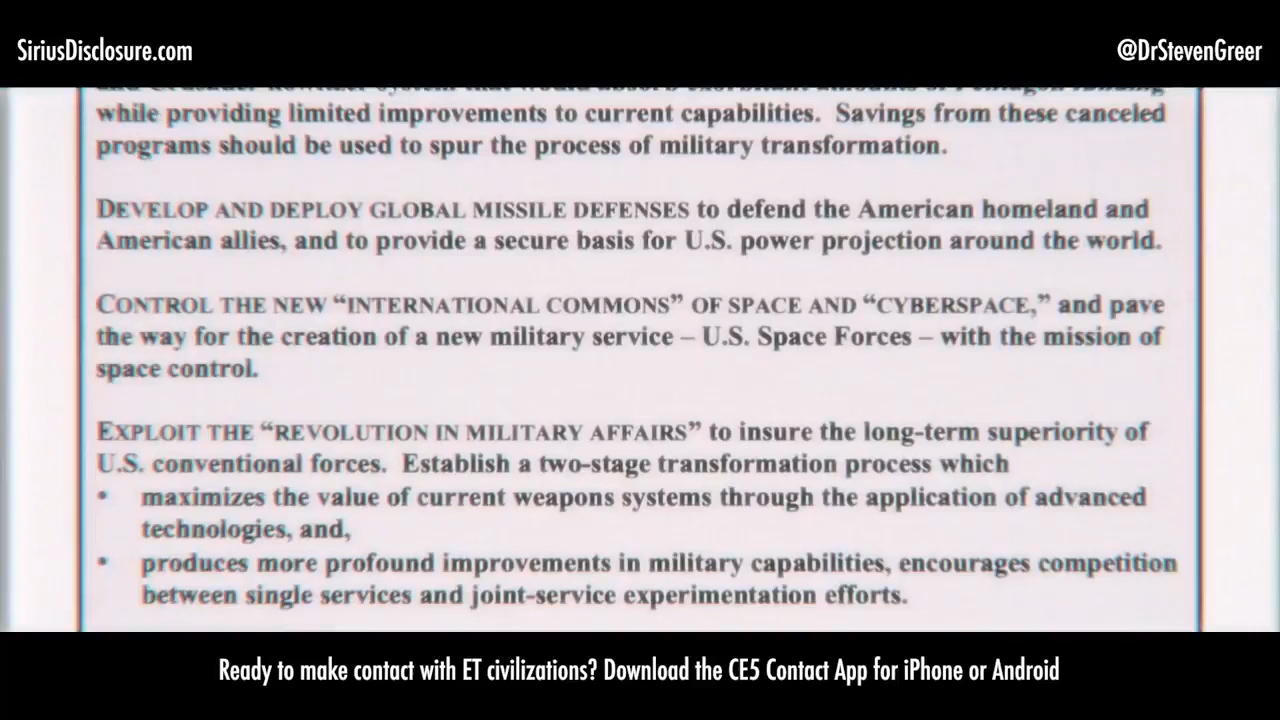 SiriusDisclosure.com
@DrStevenGreer
while providing limited improvements to current capabilities. Savings from these canceled
programs should be used to spur the process of military transformation.
DEVELOP AND DEPLOY GLOBAL MISSILE DEFENSES to defend the American homeland and
American allies, and to provide a secure basis for U.S. power projection around the world.
CONTROL THE NEW “INTERNATIONAL COMMONS” OF SPACE AND “CYBERSPACE,” and pave
the way for the creation of a new military service – U.S. Space Forces – with the mission of
space control.
EXPLOIT THE “REVOLUTION IN MILITARY AFFAIRS” to insure the long-term superiority of
U.S. conventional forces. Establish a two-stage transformation process which
• maximizes the value of current weapons systems through the application of advanced
technologies, and,
• produces more profound improvements in military capabilities, encourages competition
between single services and joint-service experimentation efforts.
Ready to make contact with ET civilizations? Download the CE5 Contact App for iPhone or Android